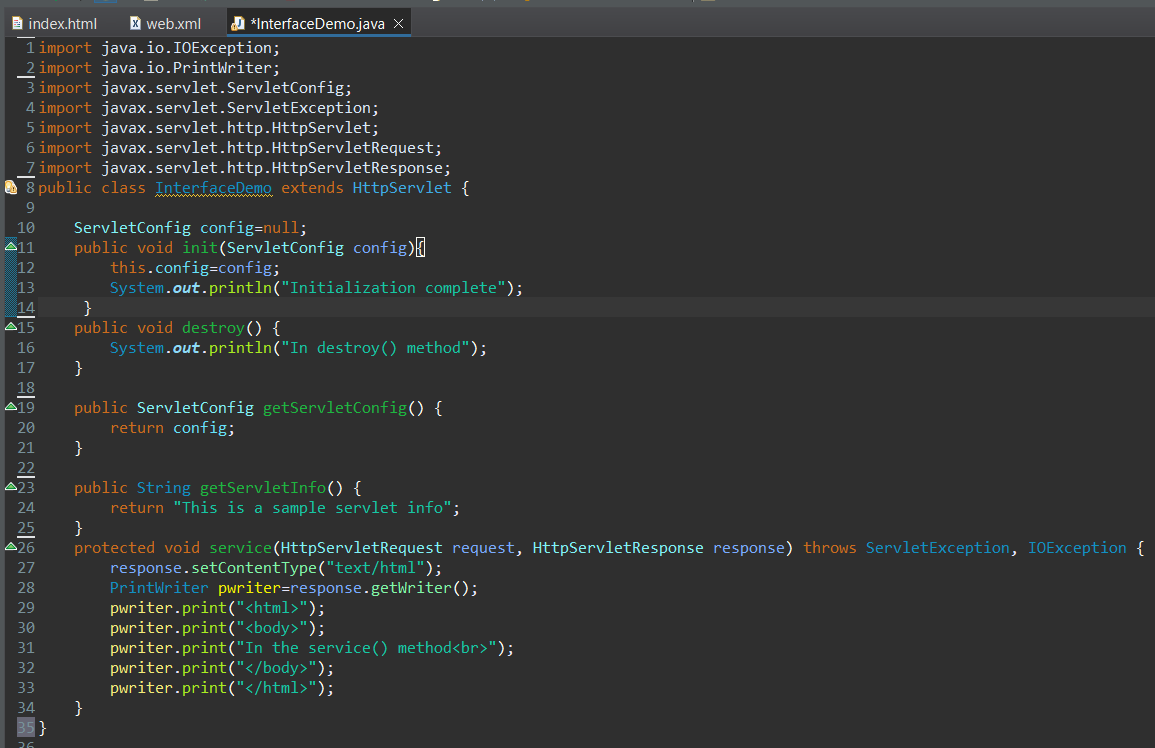 index.html web.xml *InterfaceDemo.java
1 import java.io.IOException;
2 import java.io.PrintWriter;
3 import javax.servlet.ServletConfig;
4 import javax.servlet.ServletException;
5 import javax.servlet.http.HttpServlet;
6 import javax.servlet.http.HttpServletRequest;
7 import javax.servlet.http.HttpServletResponse;
8 public class InterfaceDemo extends HttpServlet {
9
10     ServletConfig config=null;
11     public void init(ServletConfig config){
12         this.config=config;
13         System.out.println("Initialization complete");
14      }
15     public void destroy() {
16         System.out.println("In destroy() method");
17     }
18
19     public ServletConfig getServletConfig() {
20         return config;
21     }
22
23     public String getServletInfo() {
24         return "This is a sample servlet info";
25     }
26     protected void service(HttpServletRequest request, HttpServletResponse response) throws ServletException, IOException {
27         response.setContentType("text/html");
28         PrintWriter pwriter=response.getWriter();
29         pwriter.print("<html>");
30         pwriter.print("<body>");
31         pwriter.print("In the service() method<br>");
32         pwriter.print("</body>");
33         pwriter.print("</html>");
34     }
35 }
36